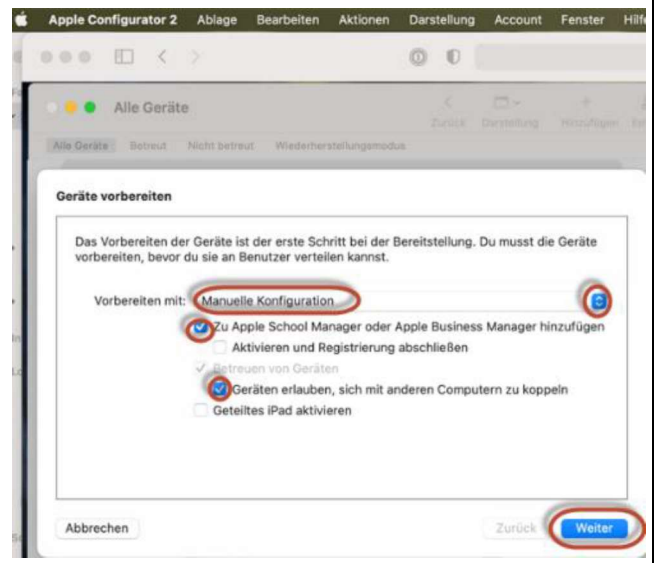 Apple Configurator 2 Ablage Bearbeiten Aktionen Darstellung Account Fenster Hilfe
Alle Geräte
Zurück Darstellung Hinzufügen
Alle Geräte Betreut Nicht betreut Wiederherstellungsmodus
Geräte vorbereiten
Das Vorbereiten der Geräte ist der erste Schritt bei der Bereitstellung. Du musst die Geräte
vorbereiten, bevor du sie an Benutzer verteilen kannst.
Vorbereiten mit: Manuelle Konfiguration
Zu Apple School Manager oder Apple Business Manager hinzufügen
Aktivieren und Registrierung abschließen
Betreuen von Geräten
Geräten erlauben, sich mit anderen Computern zu koppeln
Geteiltes iPad aktivieren
Abbrechen Zurück Weiter